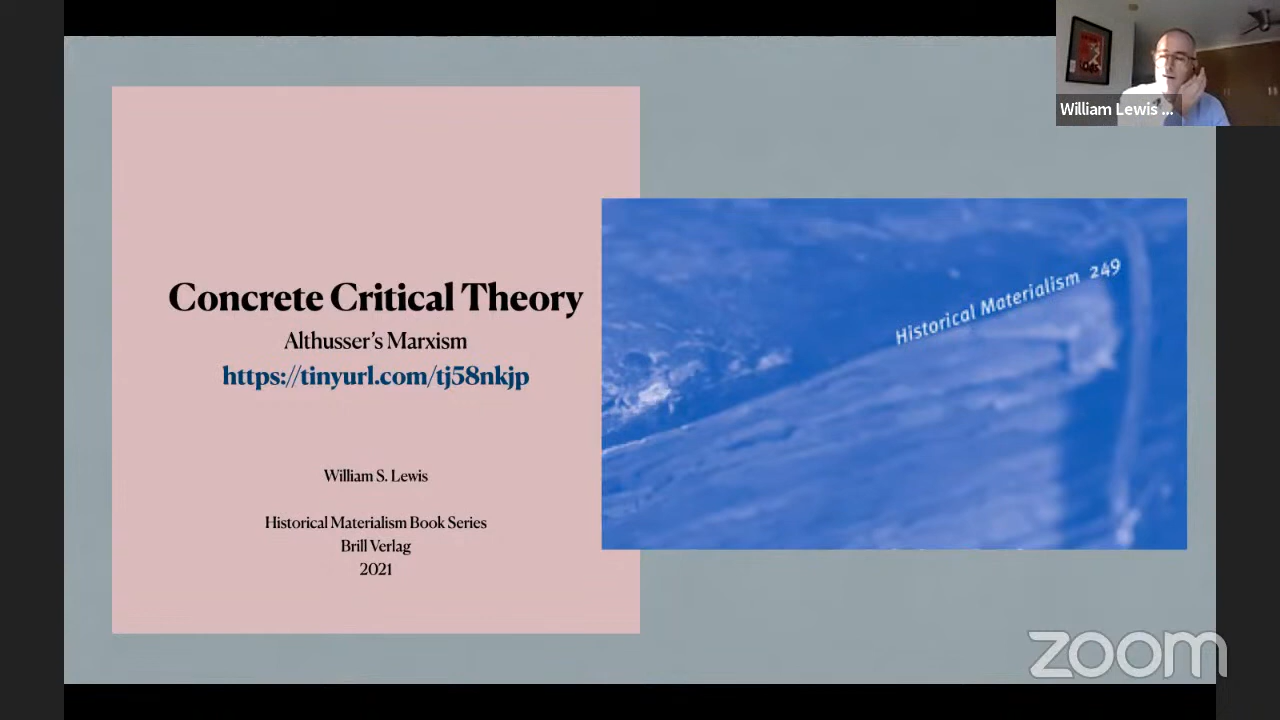 Concrete Critical Theory
Althusser's Marxism
https://tinyurl.com/tj58nkjp
William S. Lewis
Historical Materialism Book Series
Brill Verlag
2021
Historical Materialism 249
William Lewis ...
zoom